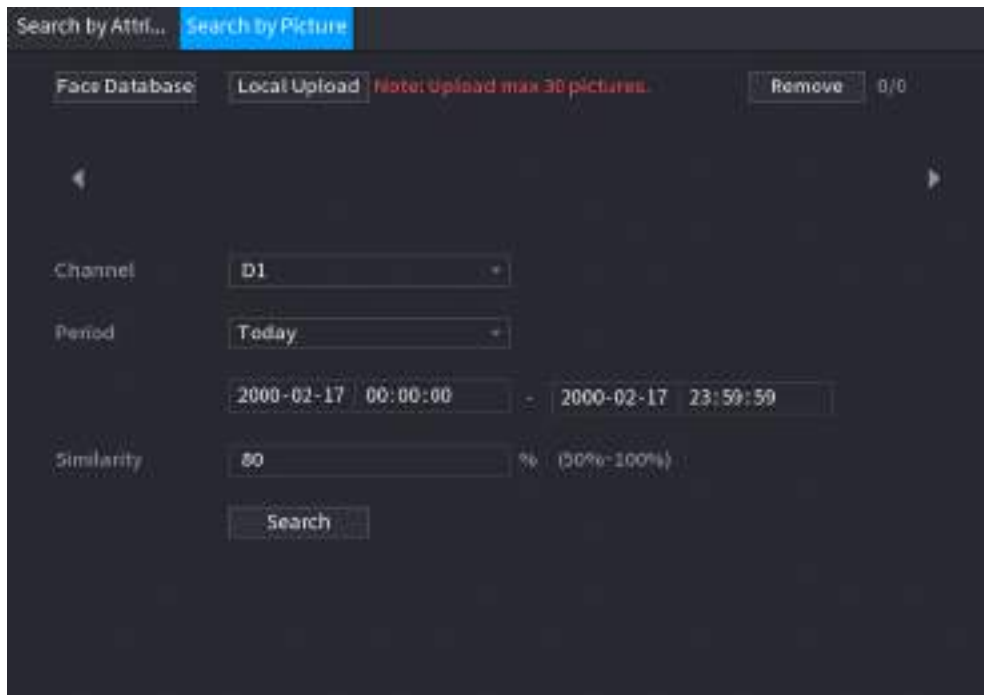 Search by Attri... Search by Picture
Face Database Local Upload Note: Upload max 30 pictures. Remove 0/0
Channel D1
Period Today
2000-02-17 00:00:00 - 2000-02-17 23:59:59
Similarity 80 % (50%~100%)
Search